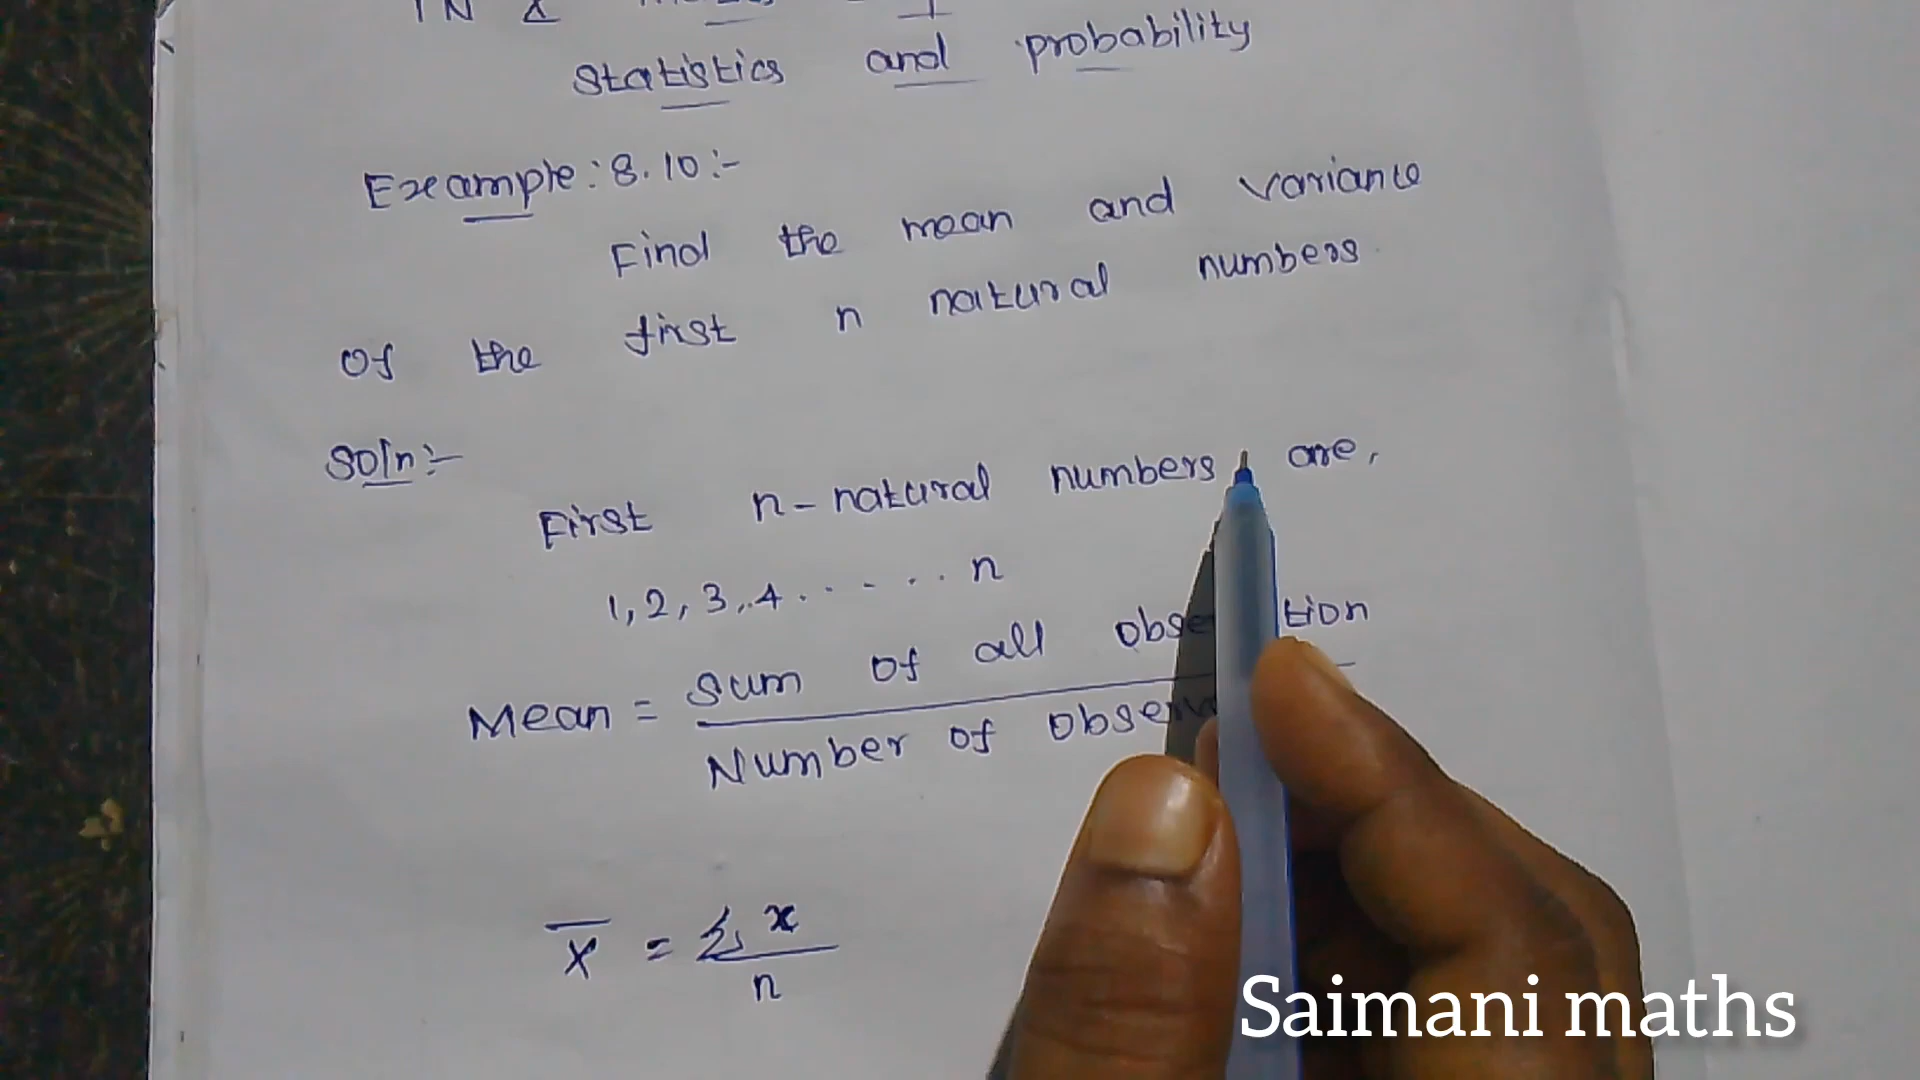 TN X
Statistics and probability
Example: 8.10:-
Find the mean and variance
of the first n natural numbers.
Soln:-
First n-natural numbers are,
1, 2, 3, 4 . . . . . . n
Mean = Sum of all
Number of
x̄ = Σx
n
Saimani maths